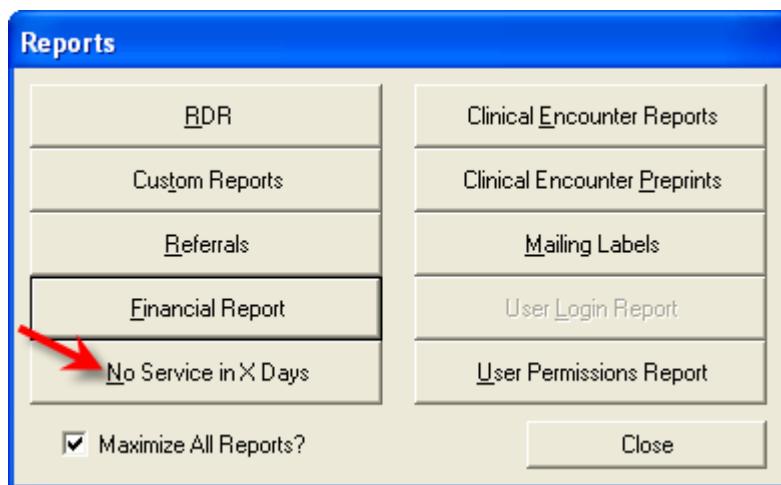 Reports
RDR
Clinical Encounter Reports
Custom Reports
Clinical Encounter Preprints
Referrals
Mailing Labels
Financial Report
User Login Report
No Service in X Days
User Permissions Report
Maximize All Reports?
Close